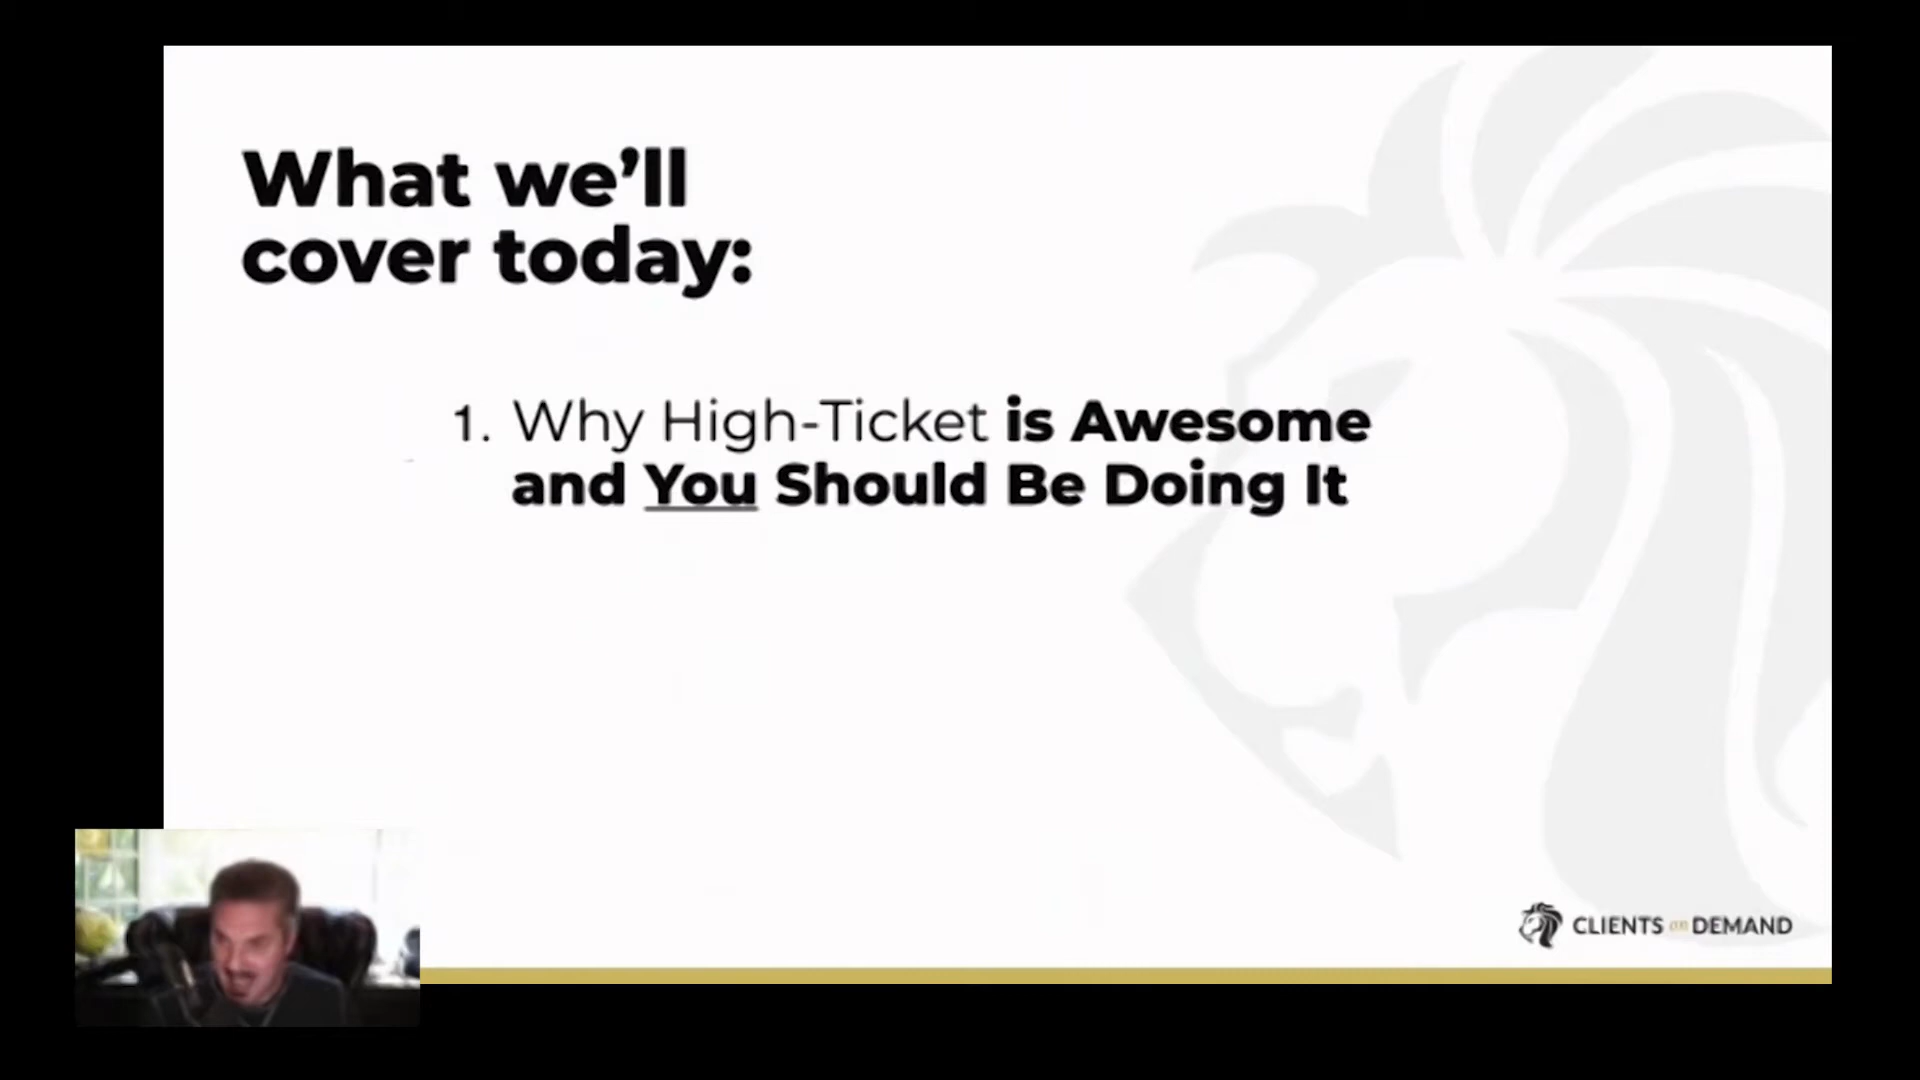 What we’ll
cover today:
1. Why High-Ticket is Awesome
and You Should Be Doing It
CLIENTS on DEMAND